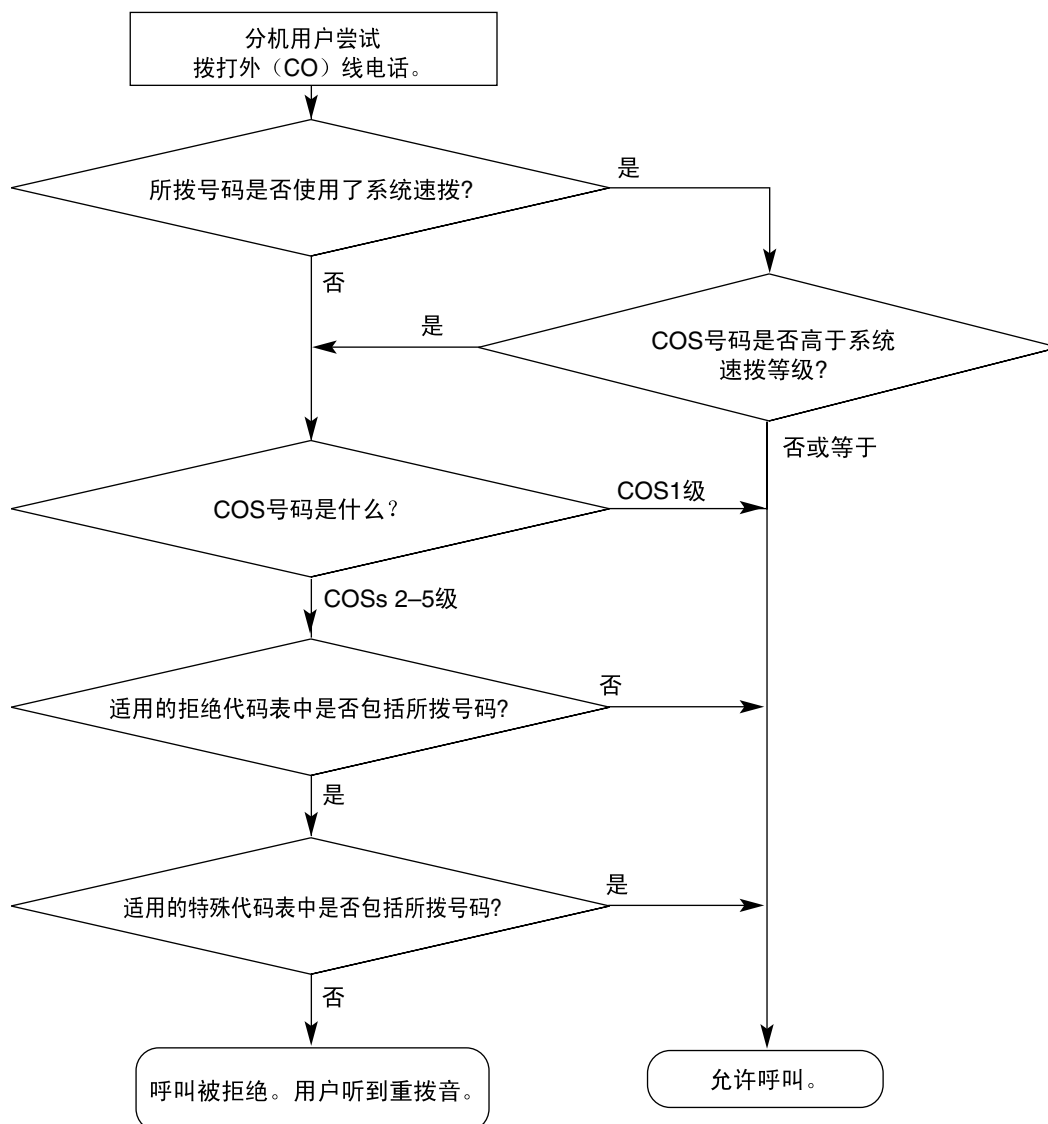 分机用户尝试
拨打外（CO）线电话。
所拨号码是否使用了系统速拨?
是
否
是
COS号码是否高于系统
速拨等级?
否或等于
COS号码是什么？
COS1级
COSs 2–5级
适用的拒绝代码表中是否包括所拨号码?
否
是
适用的特殊代码表中是否包括所拨号码?
是
否
呼叫被拒绝。用户听到重拨音。
允许呼叫。